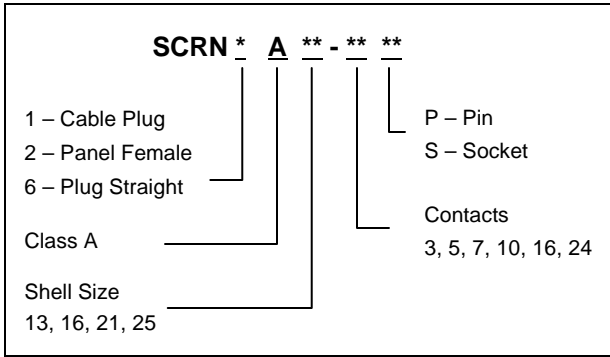 SCRN * A ** - ** **
1 – Cable Plug
2 – Panel Female
6 – Plug Straight
Class A
Shell Size
13, 16, 21, 25
P – Pin
S – Socket
Contacts
3, 5, 7, 10, 16, 24